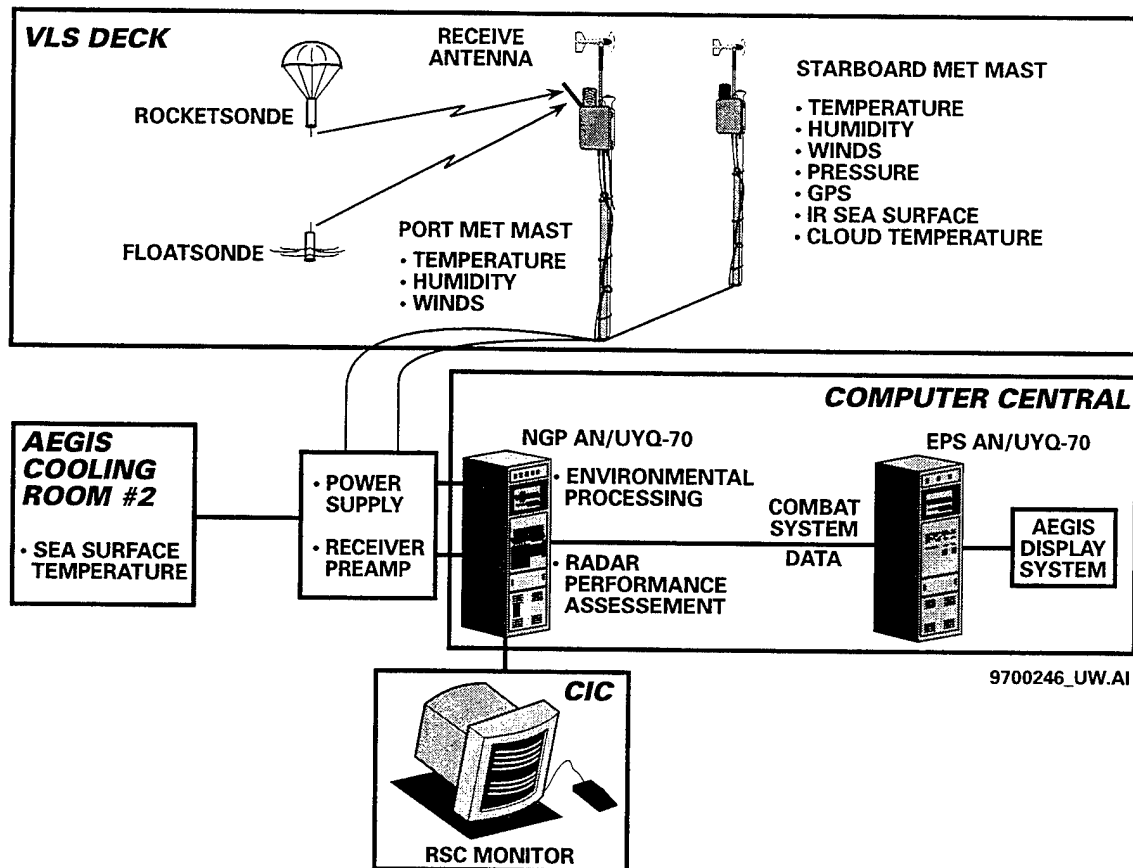 VLS DECK
RECEIVE
ANTENNA
ROCKETSONDE
FLOATSONDE
PORT MET MAST
• TEMPERATURE
• HUMIDITY
• WINDS
STARBOARD MET MAST
• TEMPERATURE
• HUMIDITY
• WINDS
• PRESSURE
• GPS
• IR SEA SURFACE
• CLOUD TEMPERATURE
AEGIS
COOLING
ROOM #2
• SEA SURFACE
TEMPERATURE
• POWER
SUPPLY
• RECEIVER
PREAMP
COMPUTER CENTRAL
NGP AN/UYQ-70
• ENVIRONMENTAL
PROCESSING
• RADAR
PERFORMANCE
ASSESSEMENT
COMBAT
SYSTEM
DATA
EPS AN/UYQ-70
AEGIS
DISPLAY
SYSTEM
9700246_UW.AI
CIC
RSC MONITOR